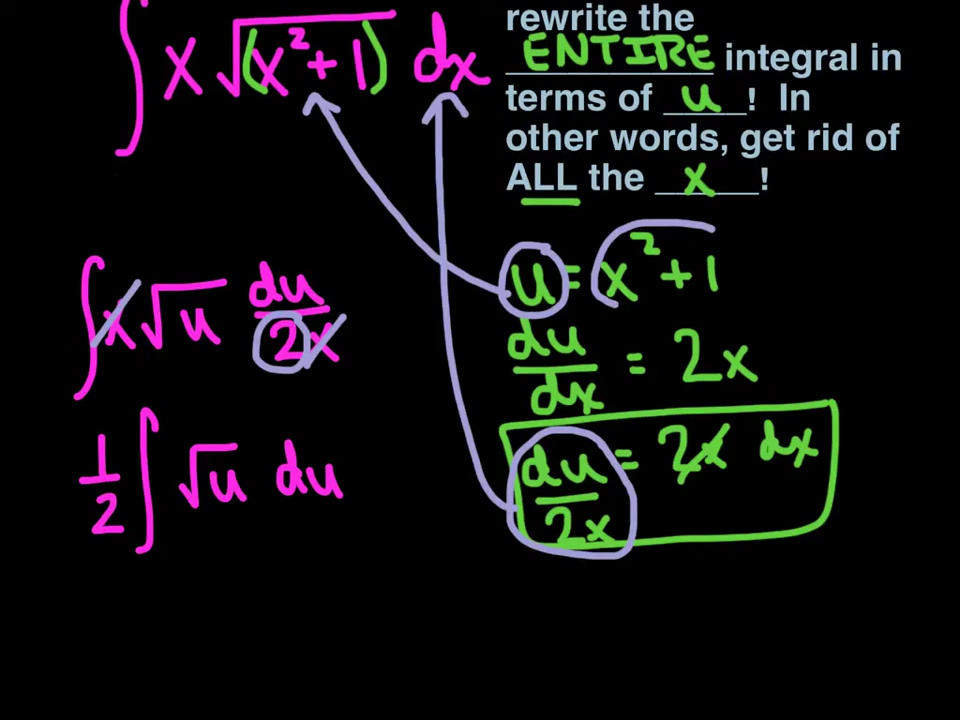 ∫ x √(x² + 1) dx
rewrite the
ENTIRE integral in
terms of u! In
other words, get rid of
ALL the x!
∫ x √u du/2x
1/2 ∫ √u du
u = x² + 1
du/dx = 2x
du/2x = 2x dx